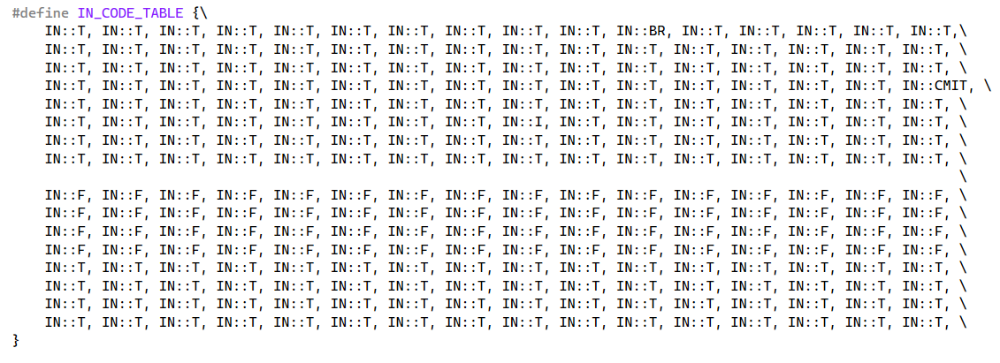 #define IN_CODE_TABLE {\
IN::T, IN::T, IN::T, IN::T, IN::T, IN::T, IN::T, IN::T, IN::T, IN::T, IN::BR, IN::T, IN::T, IN::T, IN::T, IN::T,\
IN::T, IN::T, IN::T, IN::T, IN::T, IN::T, IN::T, IN::T, IN::T, IN::T, IN::T, IN::T, IN::T, IN::T, IN::T, IN::T, \
IN::T, IN::T, IN::T, IN::T, IN::T, IN::T, IN::T, IN::T, IN::T, IN::T, IN::T, IN::T, IN::T, IN::T, IN::T, IN::T, \
IN::T, IN::T, IN::T, IN::T, IN::T, IN::T, IN::T, IN::T, IN::T, IN::T, IN::T, IN::T, IN::T, IN::T, IN::T, IN::CMIT, \
IN::T, IN::T, IN::T, IN::T, IN::T, IN::T, IN::T, IN::T, IN::T, IN::T, IN::T, IN::T, IN::T, IN::T, IN::T, IN::T, \
IN::T, IN::T, IN::T, IN::T, IN::T, IN::T, IN::T, IN::T, IN::I, IN::T, IN::T, IN::T, IN::T, IN::T, IN::T, IN::T, \
IN::T, IN::T, IN::T, IN::T, IN::T, IN::T, IN::T, IN::T, IN::T, IN::T, IN::T, IN::T, IN::T, IN::T, IN::T, IN::T, \
IN::T, IN::T, IN::T, IN::T, IN::T, IN::T, IN::T, IN::T, IN::T, IN::T, IN::T, IN::T, IN::T, IN::T, IN::T, IN::T, \
\
IN::F, IN::F, IN::F, IN::F, IN::F, IN::F, IN::F, IN::F, IN::F, IN::F, IN::F, IN::F, IN::F, IN::F, IN::F, IN::F, \
IN::F, IN::F, IN::F, IN::F, IN::F, IN::F, IN::F, IN::F, IN::F, IN::F, IN::F, IN::F, IN::F, IN::F, IN::F, IN::F, \
IN::F, IN::F, IN::F, IN::F, IN::F, IN::F, IN::F, IN::F, IN::F, IN::F, IN::F, IN::F, IN::F, IN::F, IN::F, IN::F, \
IN::F, IN::F, IN::F, IN::F, IN::F, IN::F, IN::F, IN::F, IN::F, IN::F, IN::F, IN::F, IN::F, IN::F, IN::F, IN::F, \
IN::T, IN::T, IN::T, IN::T, IN::T, IN::T, IN::T, IN::T, IN::T, IN::T, IN::T, IN::T, IN::T, IN::T, IN::T, IN::T, \
IN::T, IN::T, IN::T, IN::T, IN::T, IN::T, IN::T, IN::T, IN::T, IN::T, IN::T, IN::T, IN::T, IN::T, IN::T, IN::T, \
IN::T, IN::T, IN::T, IN::T, IN::T, IN::T, IN::T, IN::T, IN::T, IN::T, IN::T, IN::T, IN::T, IN::T, IN::T, IN::T, \
IN::T, IN::T, IN::T, IN::T, IN::T, IN::T, IN::T, IN::T, IN::T, IN::T, IN::T, IN::T, IN::T, IN::T, IN::T, IN::T, \
}